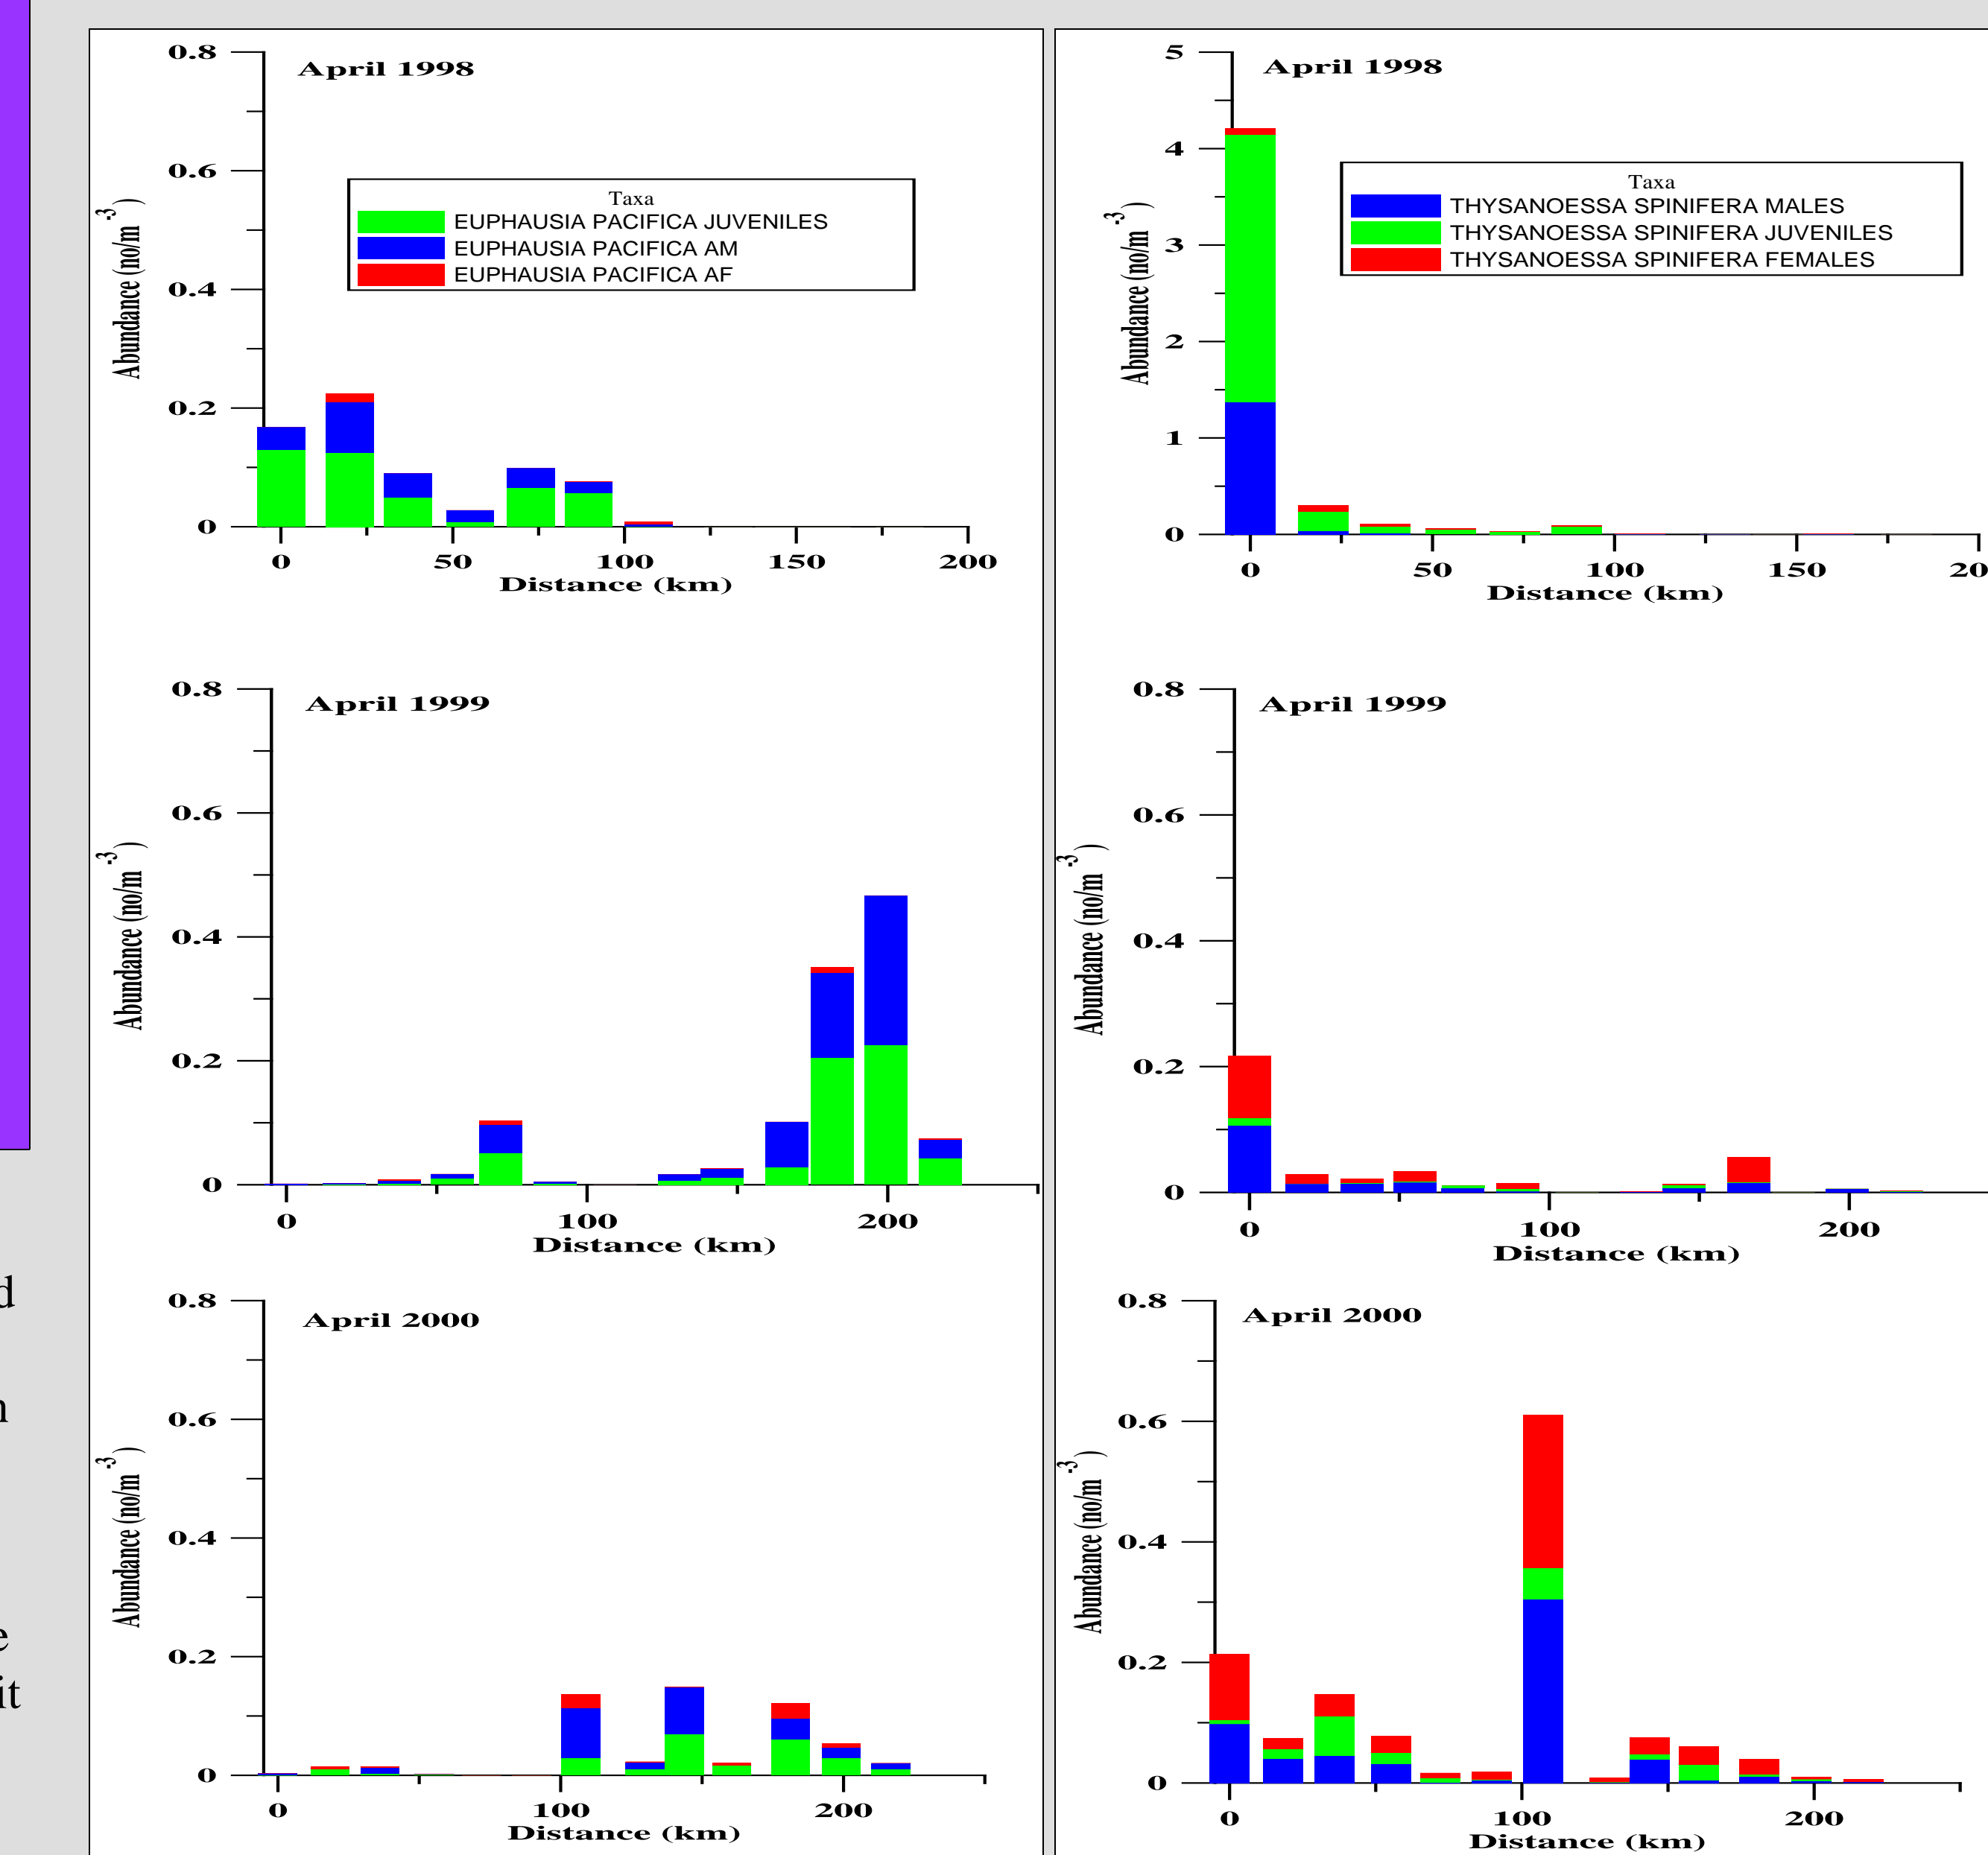 d
n
e
it
0.8
0.6
0.4
0.2
0
April 1998
Abundance (no/m-3)
Taxa
EUPHAUSIA PACIFICA JUVENILES
EUPHAUSIA PACIFICA AM
EUPHAUSIA PACIFICA AF
0 50 100 150 200
Distance (km)
5
4
3
2
1
0
April 1998
Abundance (no/m-3)
Taxa
THYSANOESSA SPINIFERA MALES
THYSANOESSA SPINIFERA JUVENILES
THYSANOESSA SPINIFERA FEMALES
0 50 100 150 20
Distance (km)
0.8
0.6
0.4
0.2
0
April 1999
Abundance (no/m-3)
0 100 200
Distance (km)
0.8
0.6
0.4
0.2
0
April 1999
Abundance (no/m-3)
0 100 200
Distance (km)
0.8
0.6
0.4
0.2
0
April 2000
Abundance (no/m-3)
0 100 200
Distance (km)
0.8
0.6
0.4
0.2
0
April 2000
Abundance (no/m-3)
0 100 200
Distance (km)